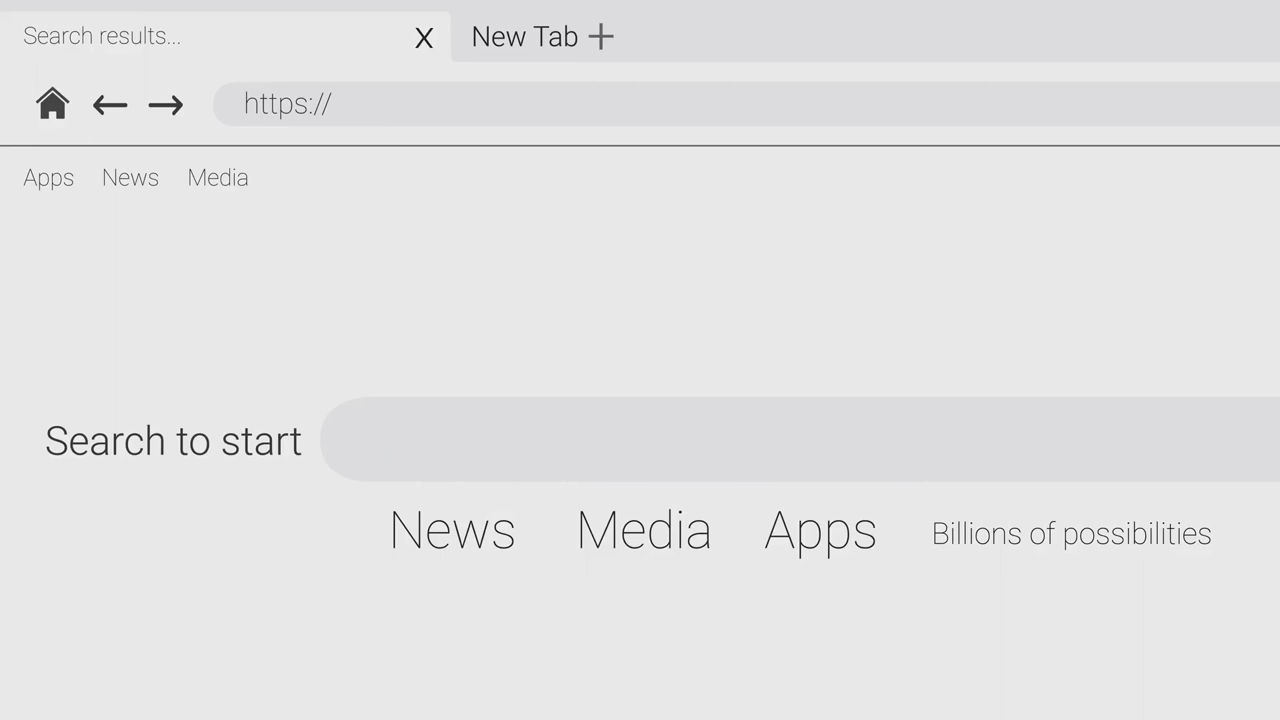 Search results... X New Tab +
https://
Apps News Media
Search to start
News Media Apps Billions of possibilities